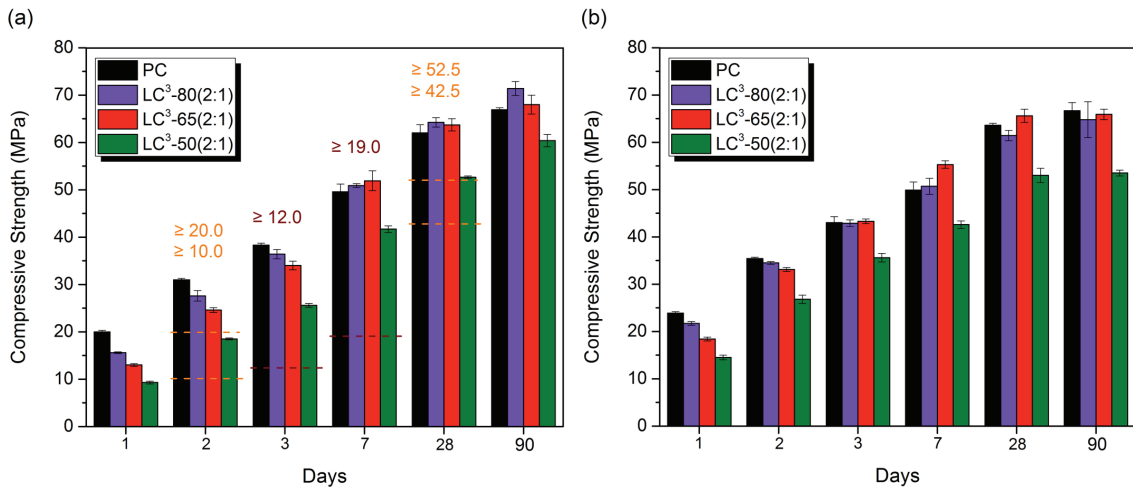 (a)
80
70
60
50
40
30
20
10
0
Compressive Strength (MPa)
PC
LC³-80(2:1)
LC³-65(2:1)
LC³-50(2:1)
≥ 20.0
≥ 10.0
≥ 12.0
≥ 19.0
≥ 52.5
≥ 42.5
1 2 3 7 28 90
Days
(b)
80
70
60
50
40
30
20
10
0
Compressive Strength (MPa)
PC
LC³-80(2:1)
LC³-65(2:1)
LC³-50(2:1)
1 2 3 7 28 90
Days